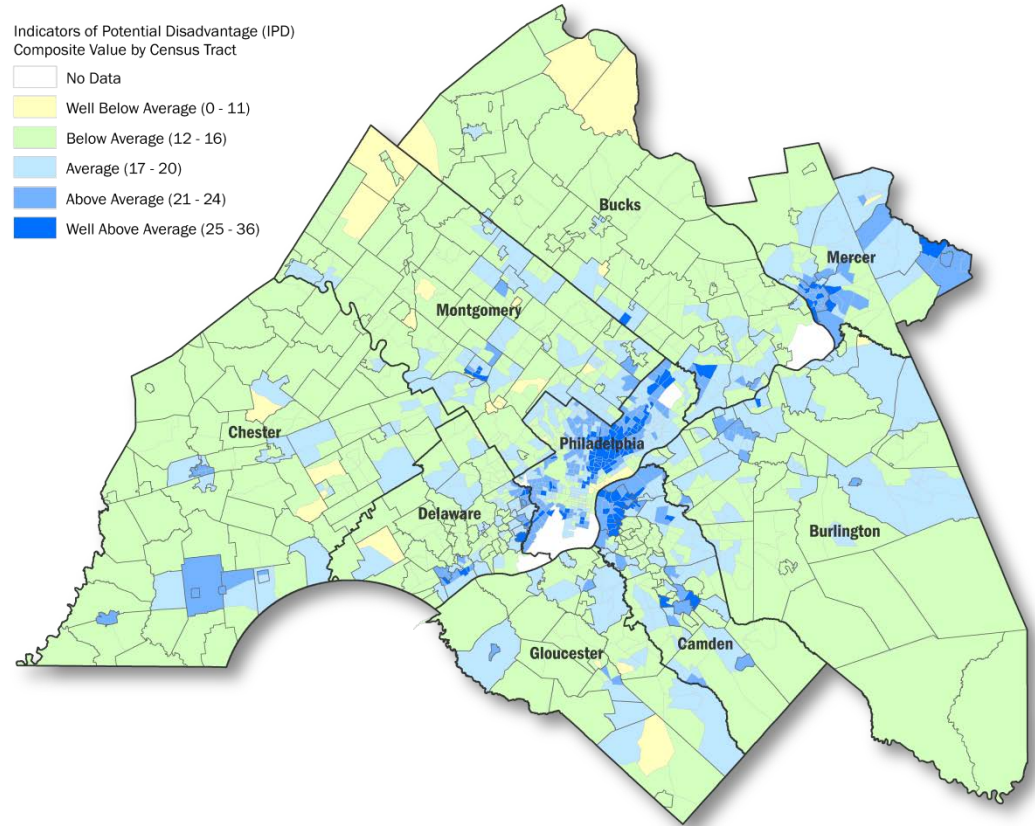 Indicators of Potential Disadvantage (IPD)
Composite Value by Census Tract
No Data
Well Below Average (0 - 11)
Below Average (12 - 16)
Average (17 - 20)
Above Average (21 - 24)
Well Above Average (25 - 36)
Bucks
Mercer
Montgomery
Chester
Philadelphia
Delaware
Burlington
Gloucester
Camden